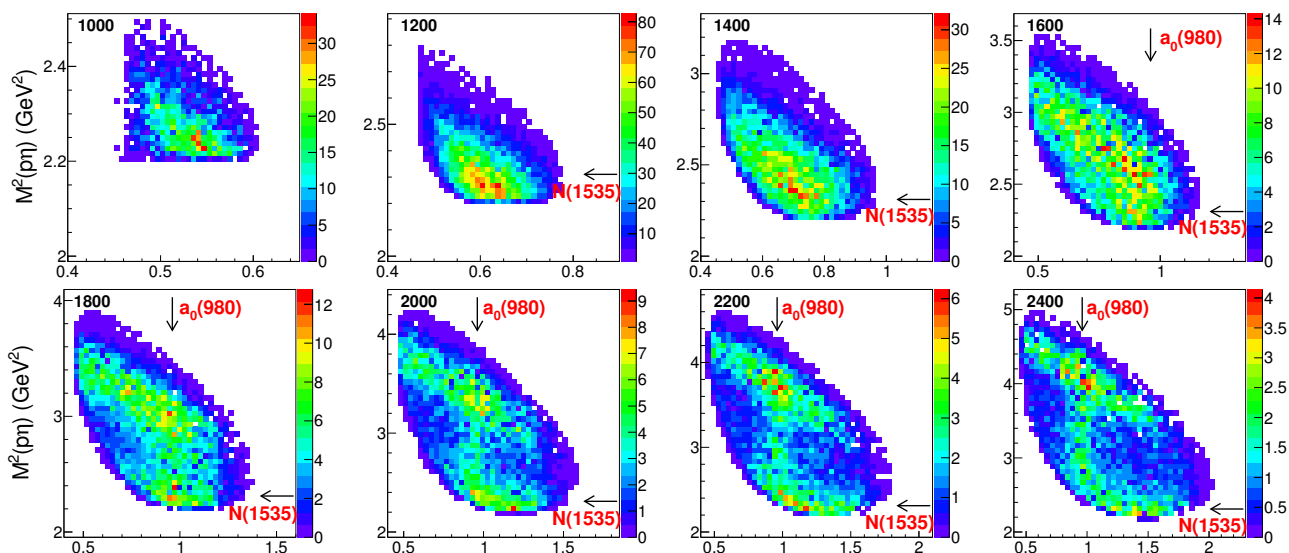 1000
1200
1400
1600
a0(980)
N(1535)
N(1535)
N(1535)
M²(pη) (GeV²)
2 2.2 2.4
0.4 0.5 0.6
0 5 10 15 20 25 30
2 2.5
0.4 0.6 0.8
10 20 30 40 50 60 70 80
2 2.5 3
0.4 0.6 0.8 1
0 5 10 15 20 25 30
2 2.5 3 3.5
0.5 1
0 2 4 6 8 10 12 14
1800
a0(980)
2000
a0(980)
2200
a0(980)
2400
a0(980)
N(1535)
N(1535)
N(1535)
N(1535)
M²(pη) (GeV²)
2 3 4
0.5 1 1.5
0 2 4 6 8 10 12
2 3 4
0.5 1 1.5
0 1 2 3 4 5 6 7 8 9
2 3 4
0.5 1 1.5 2
0 1 2 3 4 5 6
2 3 4 5
0.5 1 1.5 2
0 0.5 1 1.5 2 2.5 3 3.5 4